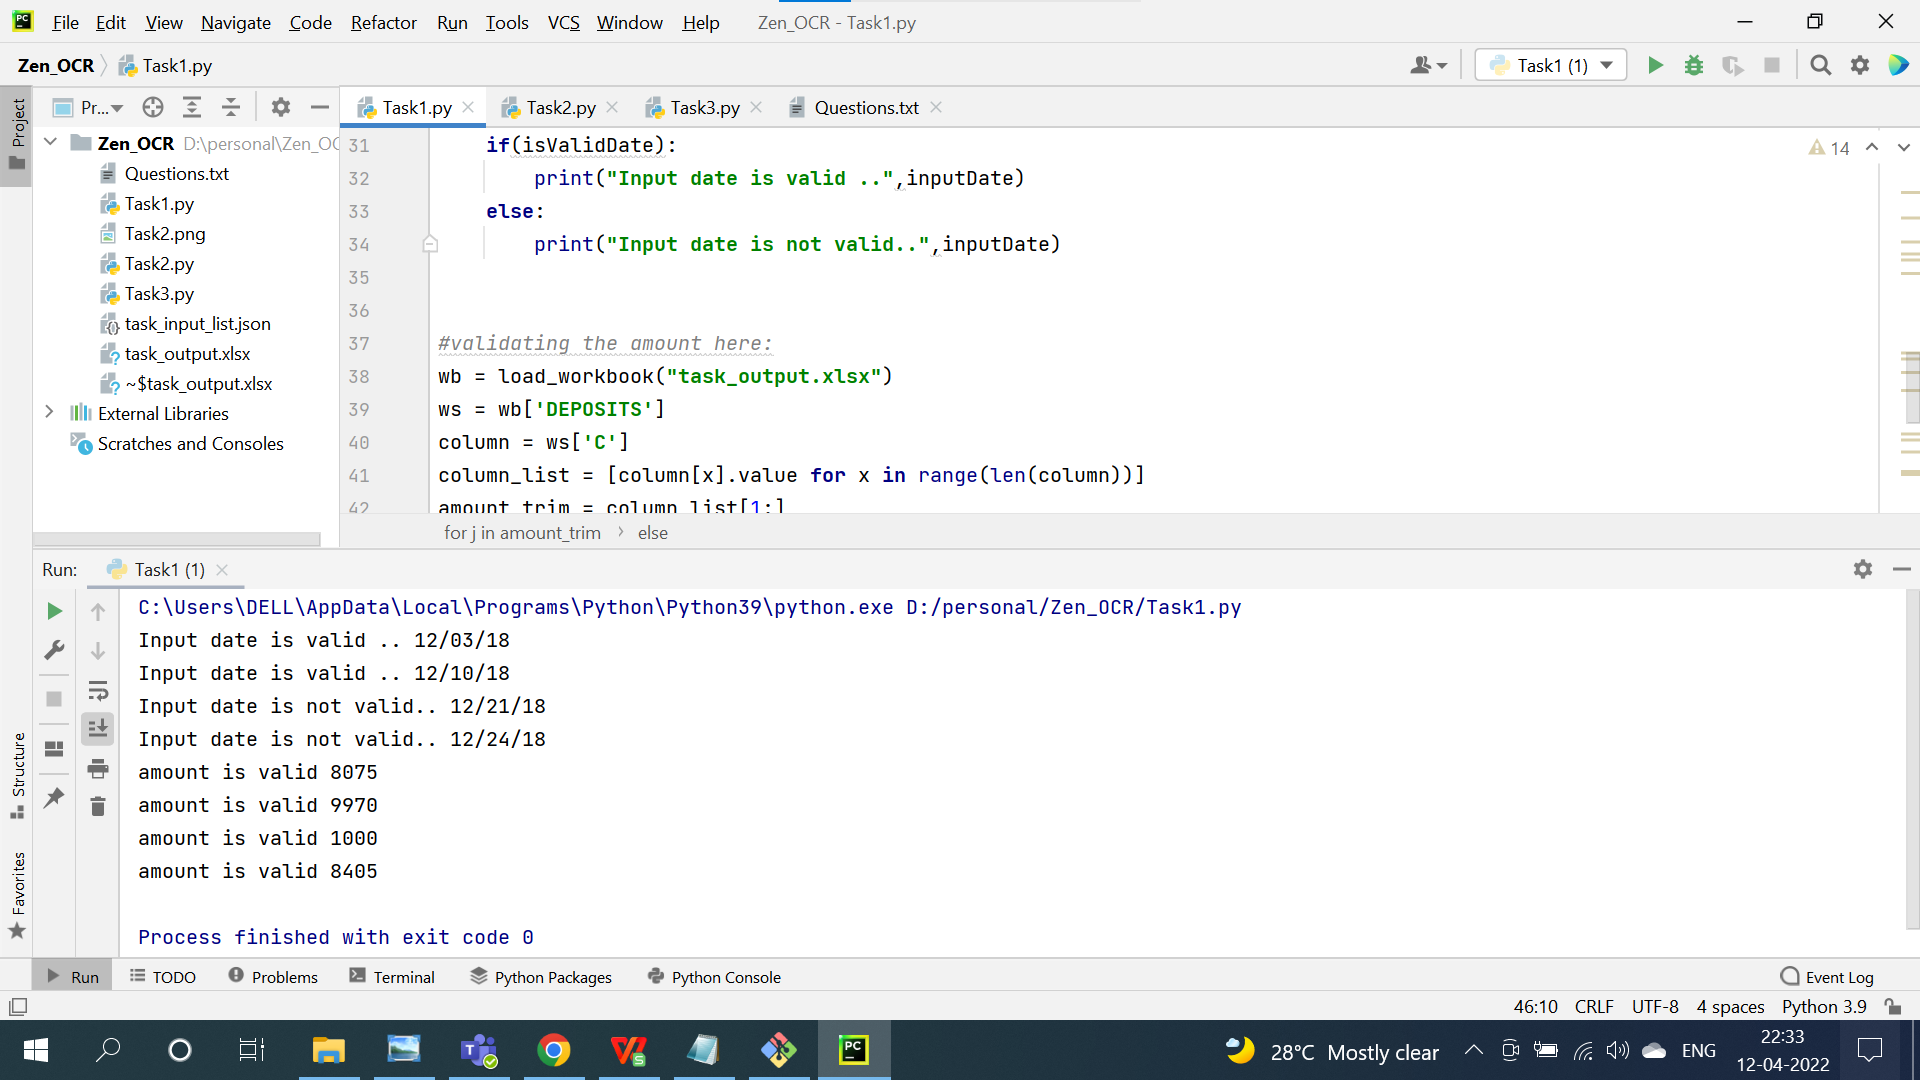 File Edit View Navigate Code Refactor Run Tools VCS Window Help Zen_OCR - Task1.py
Zen_OCR Task1.py Task1 (1)
Pr... Task1.py Task2.py Task3.py Questions.txt
Project
Zen_OCR D:\personal\Zen_OC
Questions.txt
Task1.py
Task2.png
Task2.py
Task3.py
task_input_list.json
task_output.xlsx
~$task_output.xlsx
External Libraries
Scratches and Consoles
14
31 if(isValidDate):
32 print("Input date is valid ..",inputDate)
33 else:
34 print("Input date is not valid..",inputDate)
35
36
37 #validating the amount here:
38 wb = load_workbook("task_output.xlsx")
39 ws = wb['DEPOSITS']
40 column = ws['C']
41 column_list = [column[x].value for x in range(len(column))]
42 amount_trim = column_list[1:]
for j in amount_trim › else
Run: Task1 (1)
C:\Users\DELL\AppData\Local\Programs\Python\Python39\python.exe D:/personal/Zen_OCR/Task1.py
Input date is valid .. 12/03/18
Input date is valid .. 12/10/18
Input date is not valid.. 12/21/18
Input date is not valid.. 12/24/18
amount is valid 8075
amount is valid 9970
amount is valid 1000
amount is valid 8405
Process finished with exit code 0
Structure
Favorites
Run TODO Problems Terminal Python Packages Python Console Event Log
46:10 CRLF UTF-8 4 spaces Python 3.9
28°C Mostly clear ENG 22:33
12-04-2022